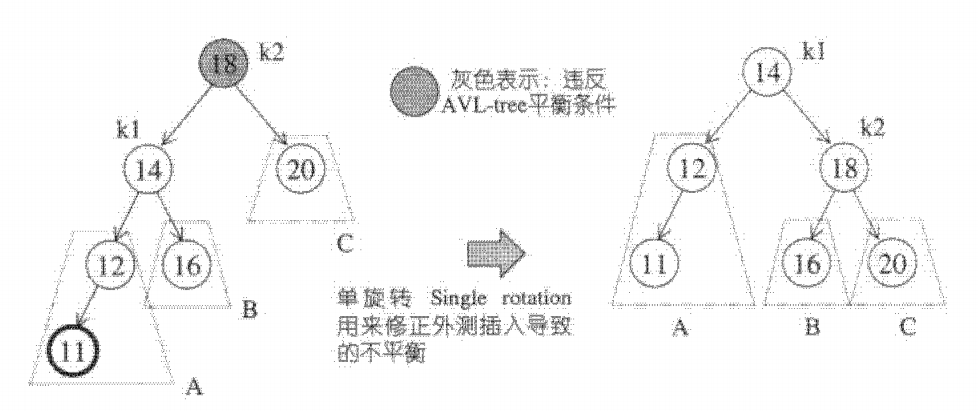 18 k2
k1
14
20
C
12
16
B
11
A
灰色表示：违反
AVL-tree平衡条件
单旋转 Single rotation
用来修正外测插入导致
的不平衡
k1
14
k2
12
18
11
16
20
A
B
C